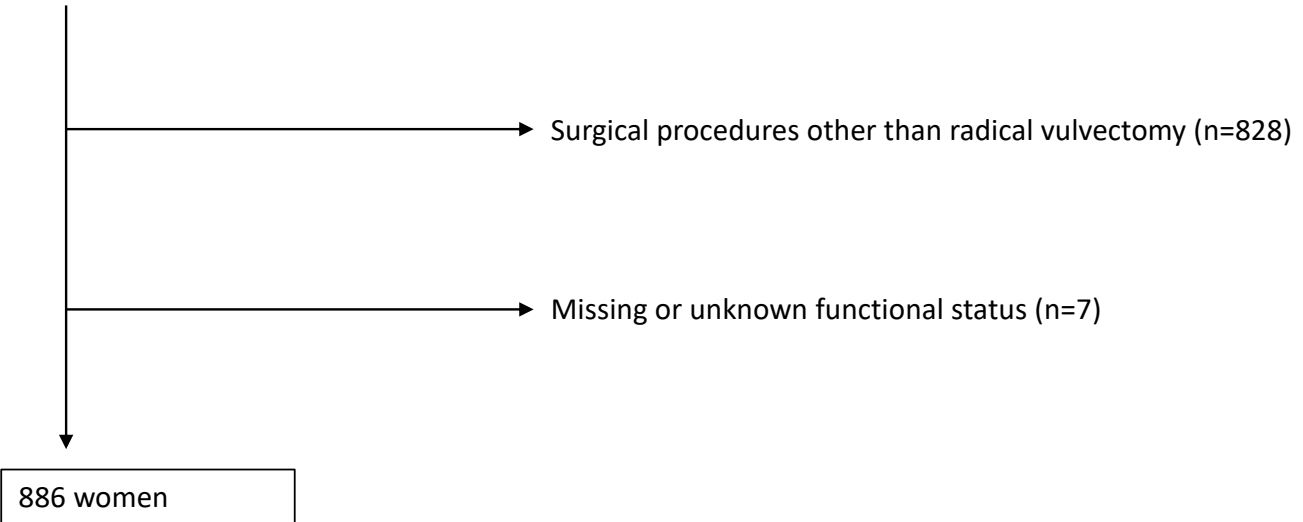 Surgical procedures other than radical vulvectomy (n=828)
Missing or unknown functional status (n=7)
886 women